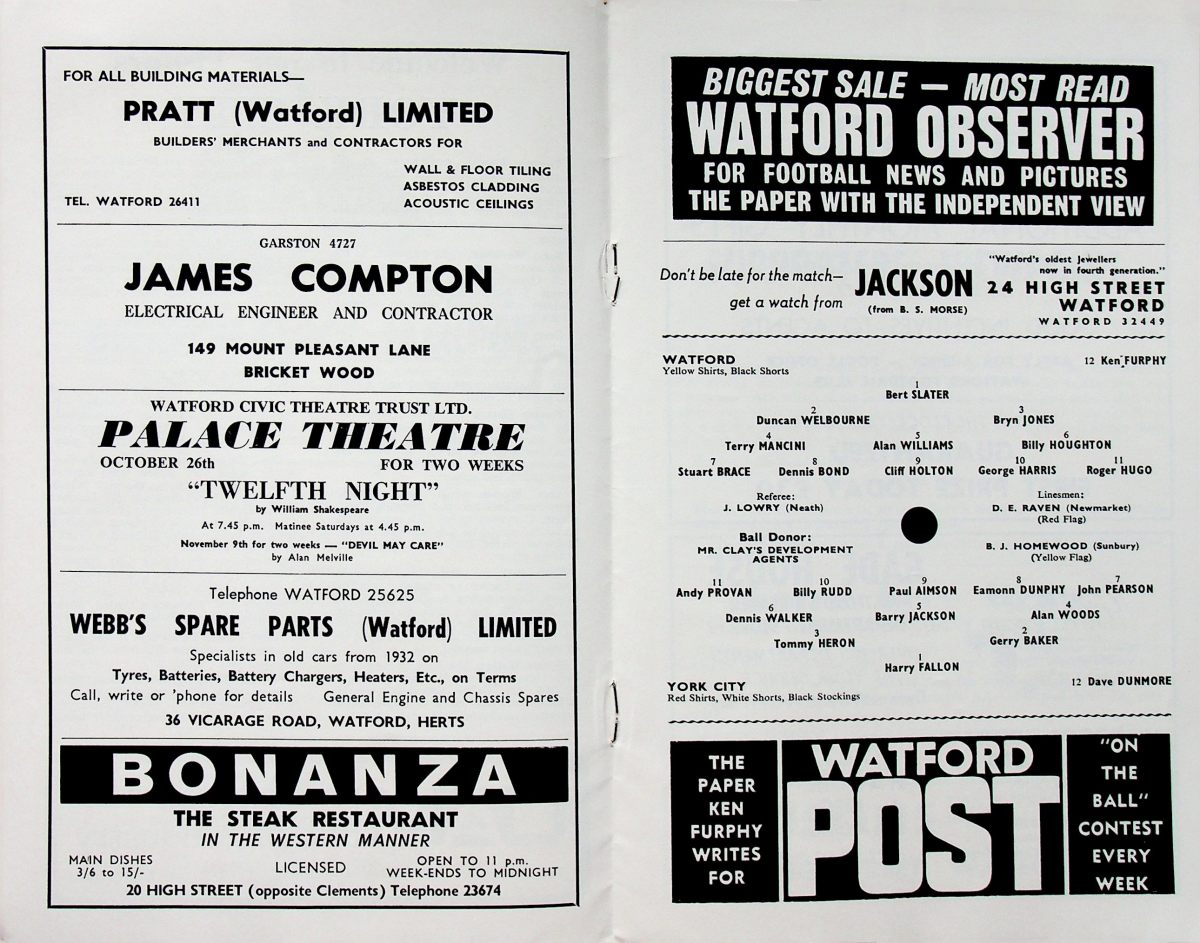 FOR ALL BUILDING MATERIALS—
PRATT (Watford) LIMITED
BUILDERS' MERCHANTS and CONTRACTORS FOR
WALL & FLOOR TILING
ASBESTOS CLADDING
TEL. WATFORD 26411 ACOUSTIC CEILINGS
GARSTON 4727
JAMES COMPTON
ELECTRICAL ENGINEER AND CONTRACTOR
149 MOUNT PLEASANT LANE
BRICKET WOOD
WATFORD CIVIC THEATRE TRUST LTD.
PALACE THEATRE
OCTOBER 26th FOR TWO WEEKS
"TWELFTH NIGHT"
by William Shakespeare
At 7.45 p.m. Matinee Saturdays at 4.45 p.m.
November 9th for two weeks — "DEVIL MAY CARE"
by Alan Melville
Telephone WATFORD 25625
WEBB'S SPARE PARTS (Watford) LIMITED
Specialists in old cars from 1932 on
Tyres, Batteries, Battery Chargers, Heaters, Etc., on Terms
Call, write or 'phone for details General Engine and Chassis Spares
36 VICARAGE ROAD, WATFORD, HERTS
BONANZA
THE STEAK RESTAURANT
IN THE WESTERN MANNER
MAIN DISHES
3/6 to 15/-
LICENSED
OPEN TO 11 p.m.
WEEK-ENDS TO MIDNIGHT
20 HIGH STREET (opposite Clements) Telephone 23674
BIGGEST SALE — MOST READ
WATFORD OBSERVER
FOR FOOTBALL NEWS AND PICTURES
THE PAPER WITH THE INDEPENDENT VIEW
Don't be late for the match—
get a watch from
JACKSON
(from B. S. MORSE)
"Watford's oldest Jewellers
now in fourth generation."
24 HIGH STREET
WATFORD
WATFORD 32449
WATFORD 12 Ken FURPHY
Yellow Shirts, Black Shorts
1
Bert SLATER
2 3
Duncan WELBOURNE Bryn JONES
4 5 6
Terry MANCINI Alan WILLIAMS Billy HOUGHTON
7 8 9 10 11
Stuart BRACE Dennis BOND Cliff HOLTON George HARRIS Roger HUGO
Referee:
J. LOWRY (Neath)
Linesmen:
D. E. RAVEN (Newmarket)
(Red Flag)
Ball Donor:
MR. CLAY'S DEVELOPMENT
AGENTS
B. J. HOMEWOOD (Sunbury)
(Yellow Flag)
11 10 9 8 7
Andy PROVAN Billy RUDD Paul AIMSON Eamonn DUNPHY John PEARSON
6 5 4
Dennis WALKER Barry JACKSON Alan WOODS
3 2
Tommy HERON Gerry BAKER
1
Harry FALLON
YORK CITY 12 Dave DUNMORE
Red Shirts, White Shorts, Black Stockings
THE
PAPER
KEN
FURPHY
WRITES
FOR
WATFORD
POST
"ON
THE
BALL"
CONTEST
EVERY
WEEK